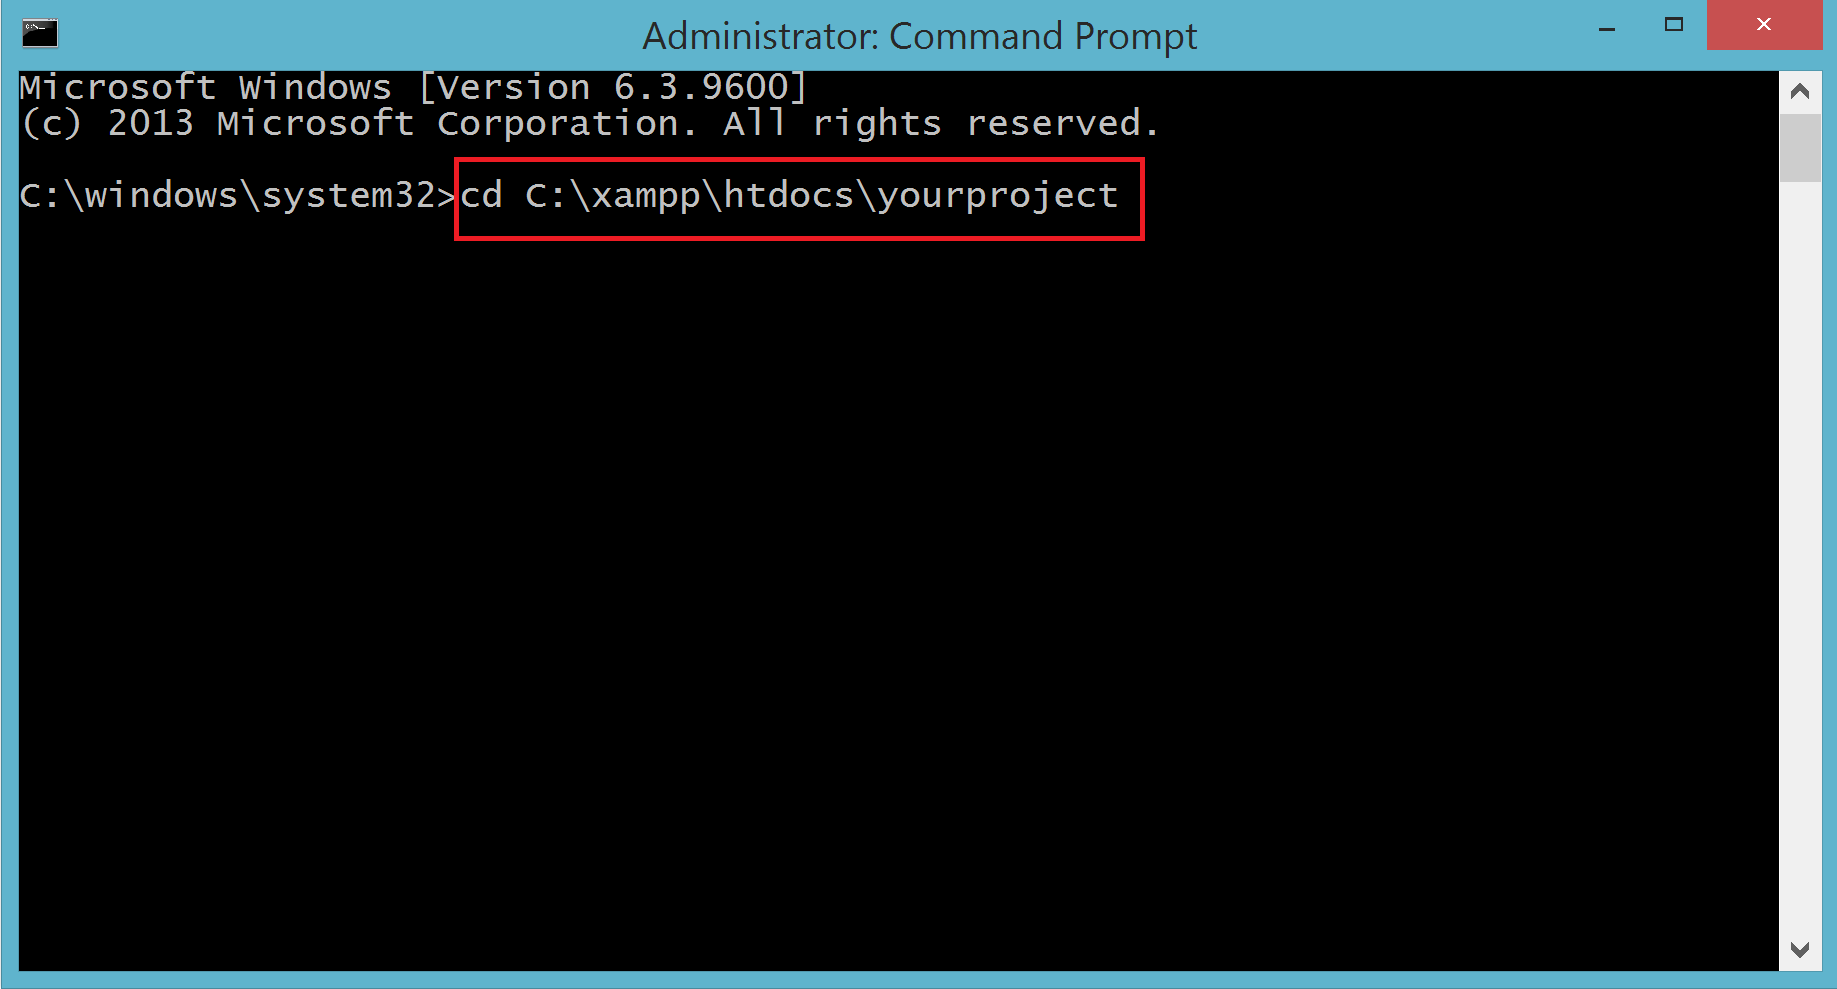 Administrator: Command Prompt
Microsoft Windows [Version 6.3.9600]
(c) 2013 Microsoft Corporation. All rights reserved.
C:\windows\system32>cd C:\xampp\htdocs\yourproject